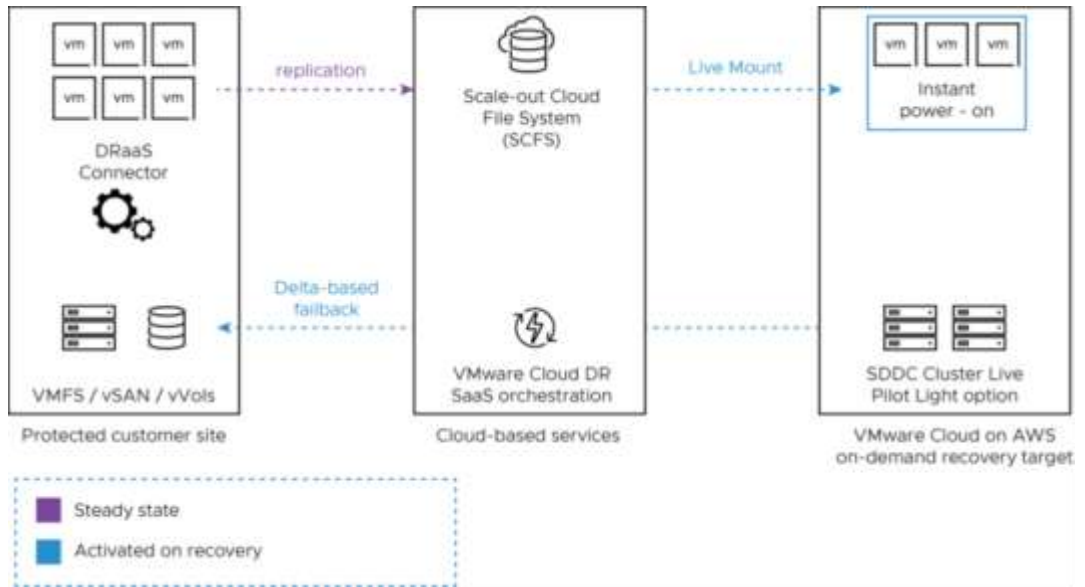 vm vm vm
vm vm vm
DRaaS
Connector
VMFS / vSAN / vVols
Protected customer site
replication
Delta-based
failback
Scale-out Cloud
File System
(SCFS)
VMware Cloud DR
SaaS orchestration
Cloud-based services
Live Mount
vm vm vm
Instant
power - on
SDDC Cluster Live
Pilot Light option
VMware Cloud on AWS
on-demand recovery target
Steady state
Activated on recovery